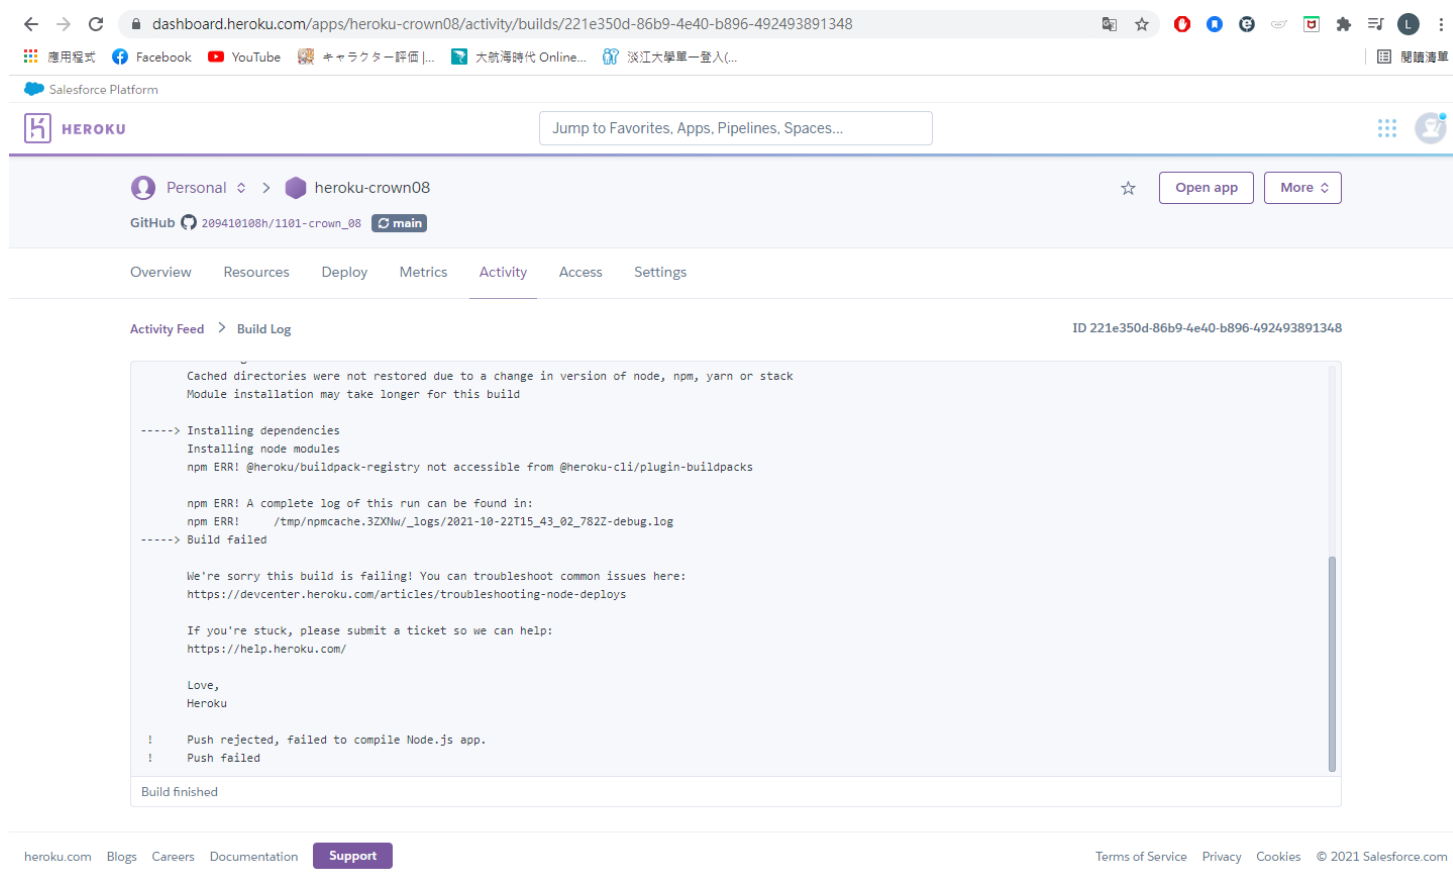 dashboard.heroku.com/apps/heroku-crown08/activity/builds/221e350d-86b9-4e40-b896-492493891348
應用程式 Facebook YouTube キャラクター評価 |... 大航海時代 Online... 淡江大學單一登入(... 閱讀清單
Salesforce Platform
HEROKU Jump to Favorites, Apps, Pipelines, Spaces...
Personal > heroku-crown08 Open app More
GitHub 209410108h/1101-crown_08 main
Overview Resources Deploy Metrics Activity Access Settings
Activity Feed > Build Log ID 221e350d-86b9-4e40-b896-492493891348
Cached directories were not restored due to a change in version of node, npm, yarn or stack
Module installation may take longer for this build
-----> Installing dependencies
Installing node modules
npm ERR! @heroku/buildpack-registry not accessible from @heroku-cli/plugin-buildpacks
npm ERR! A complete log of this run can be found in:
npm ERR!     /tmp/npmcache.3ZXNw/_logs/2021-10-22T15_43_02_782Z-debug.log
-----> Build failed
We're sorry this build is failing! You can troubleshoot common issues here:
https://devcenter.heroku.com/articles/troubleshooting-node-deploys
If you're stuck, please submit a ticket so we can help:
https://help.heroku.com/
Love,
Heroku
!     Push rejected, failed to compile Node.js app.
!     Push failed
Build finished
heroku.com Blogs Careers Documentation Support Terms of Service Privacy Cookies © 2021 Salesforce.com